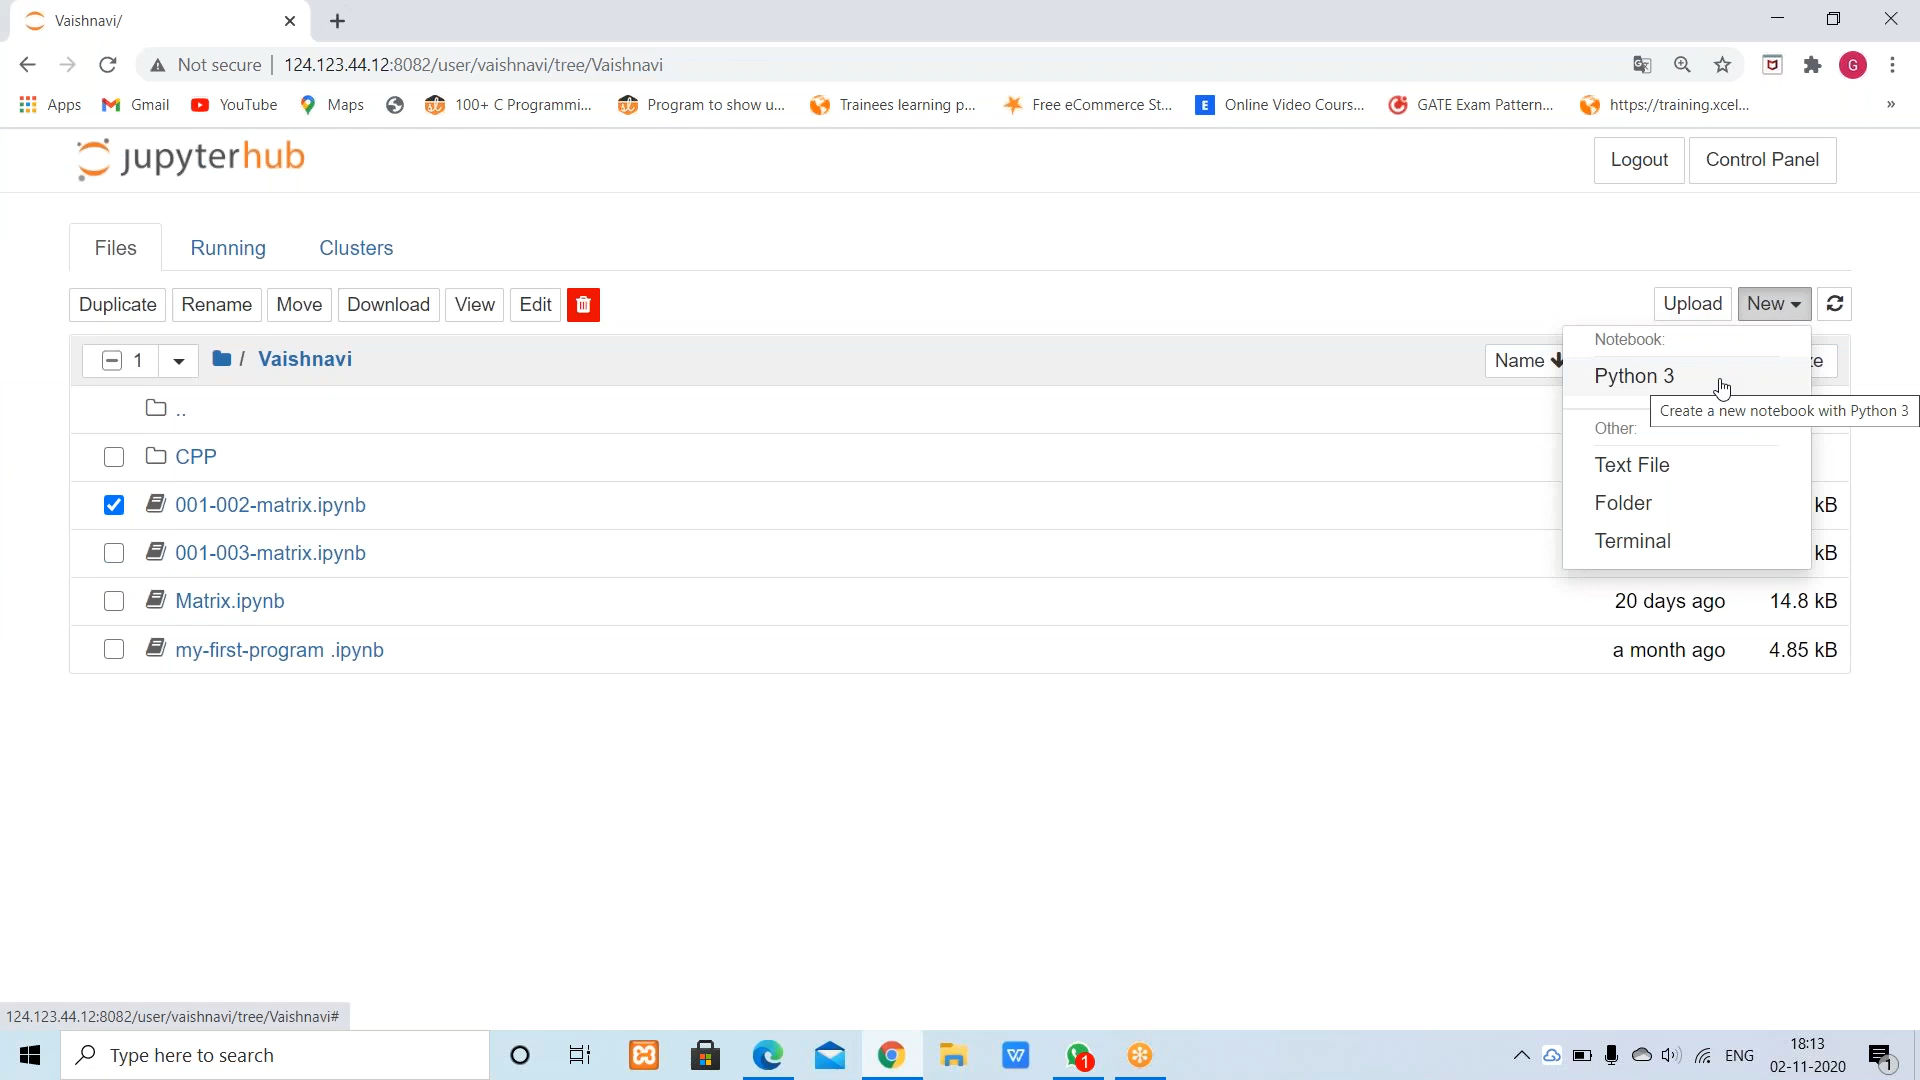 Vaishnavi/
Not secure | 124.123.44.12:8082/user/vaishnavi/tree/Vaishnavi
G
Apps Gmail YouTube Maps 100+ C Programmi... Program to show u... Trainees learning p... Free eCommerce St... Online Video Cours... GATE Exam Pattern... https://training.xcel... »
jupyterhub
Logout Control Panel
Files Running Clusters
Duplicate Rename Move Download View Edit Upload New
1 / Vaishnavi Name
Notebook:
Python 3
Create a new notebook with Python 3
Other:
Text File
Folder
Terminal
..
CPP
001-002-matrix.ipynb kB
001-003-matrix.ipynb kB
Matrix.ipynb 20 days ago 14.8 kB
my-first-program .ipynb a month ago 4.85 kB
124.123.44.12:8082/user/vaishnavi/tree/Vaishnavi#
Type here to search
W
1
ENG
18:13
02-11-2020
1